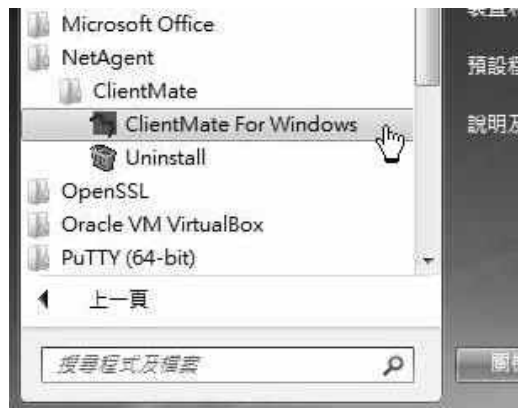 Microsoft Office
NetAgent
ClientMate
ClientMate For Windows
Uninstall
OpenSSL
Oracle VM VirtualBox
PuTTY (64-bit)
上一頁
搜尋程式及檔案
預設
說明及